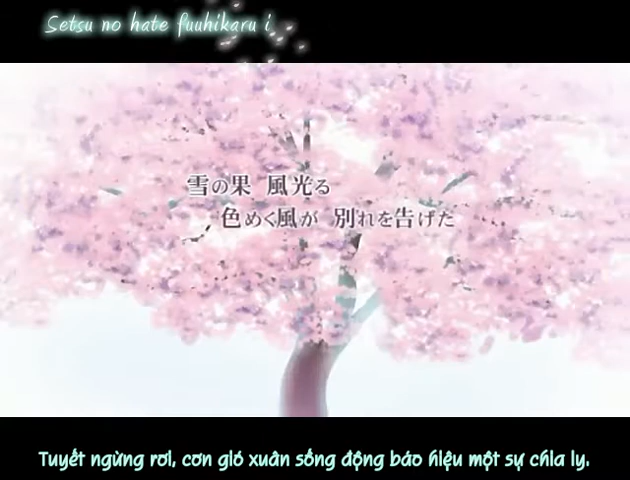 Setsu no hate fuuhikaru i
雪の果 風光る
色めく風が 別れを告げた
Tuyết ngừng rơi, cơn gió xuân sống động báo hiệu một sự chia ly.